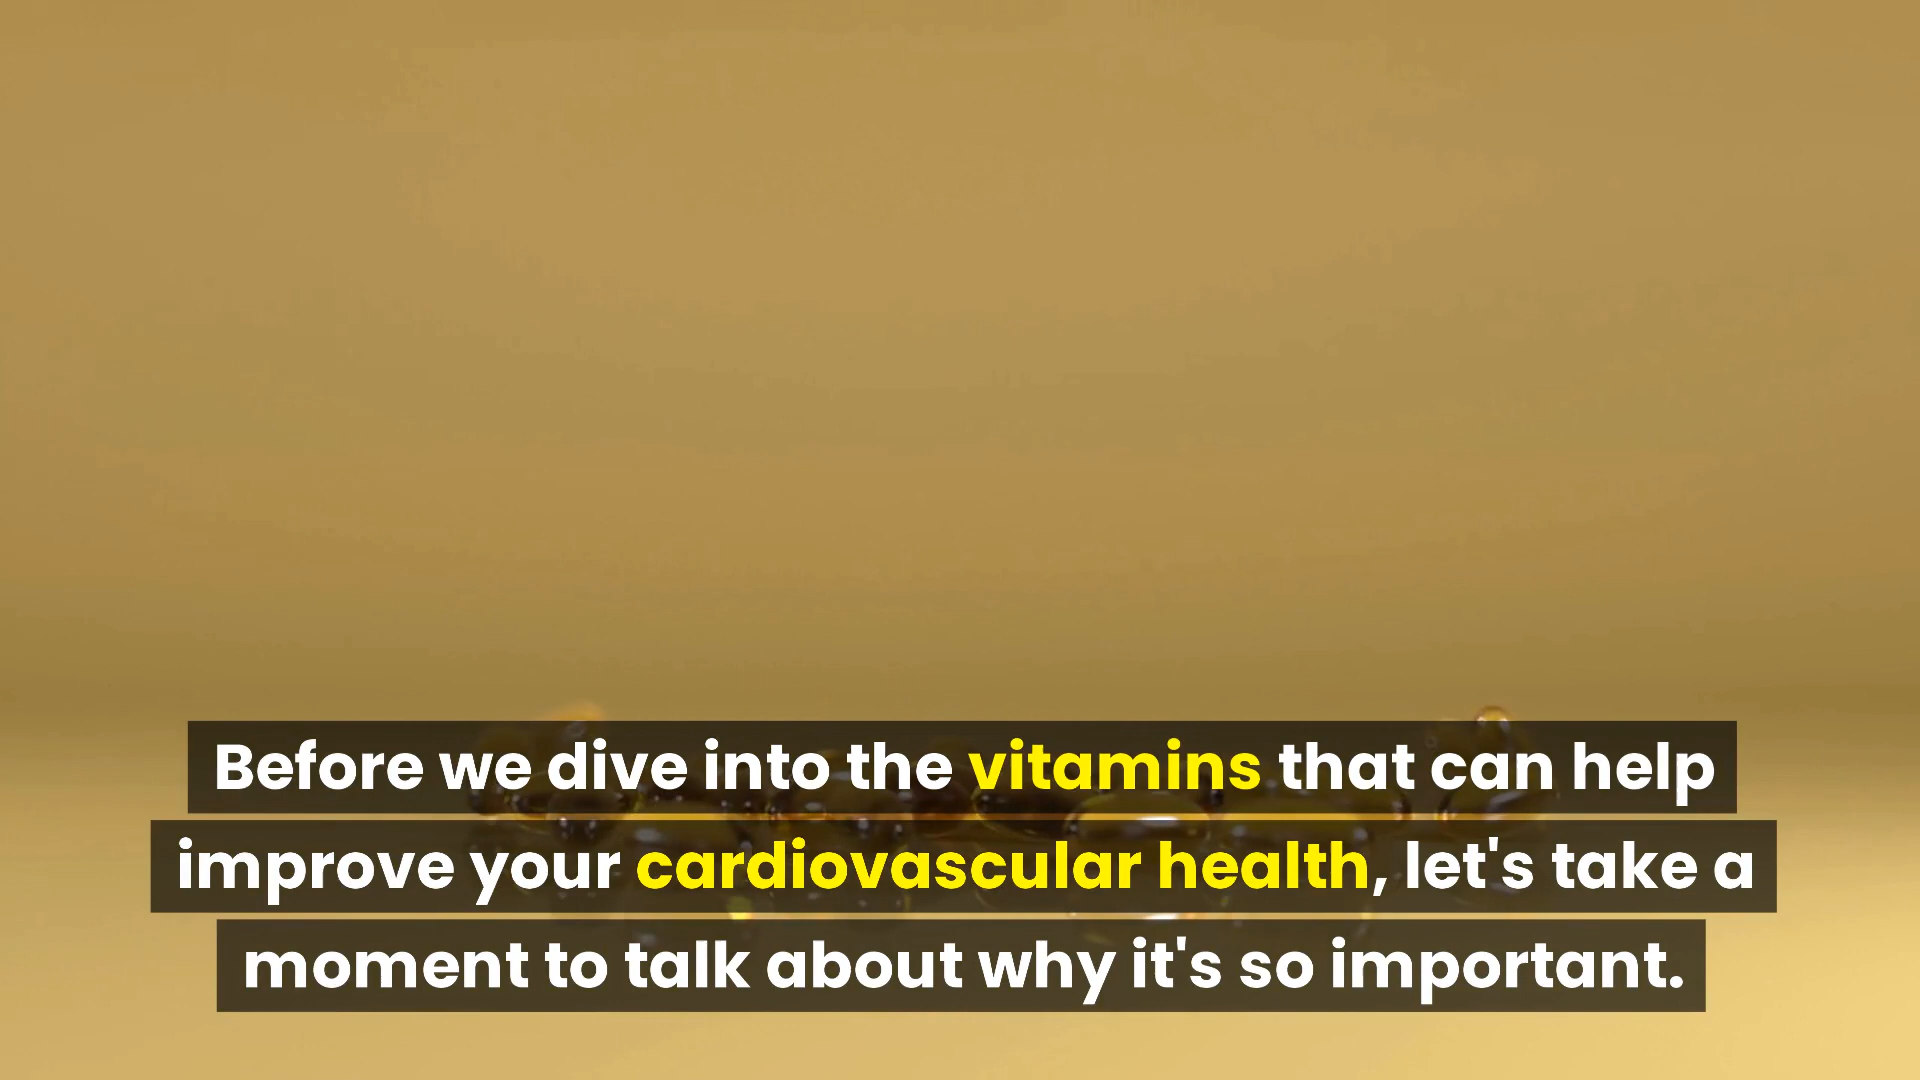 Before we dive into the vitamins that can help
improve your cardiovascular health, let's take a
moment to talk about why it's so important.